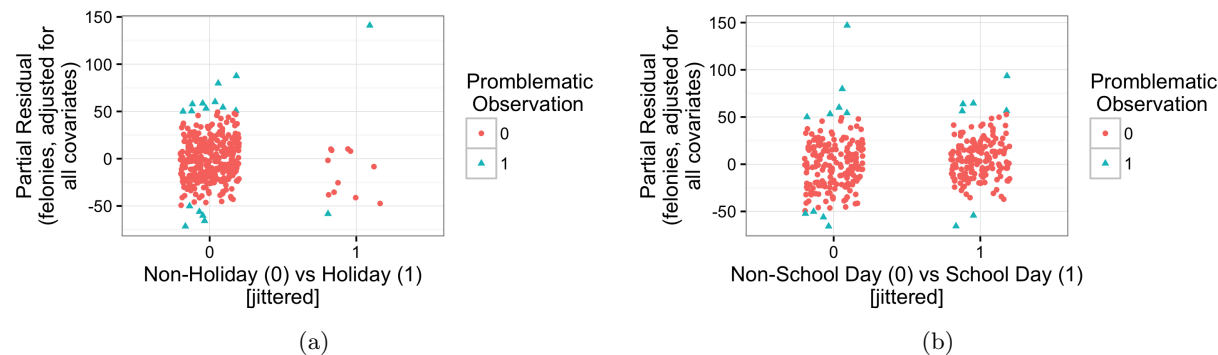 Partial Residual
(felonies, adjusted for
all covariates)
150
100
50
0
-50
0
1
Non-Holiday (0) vs Holiday (1)
[jittered]
Promblematic
Observation
0
1
(a)
Partial Residual
(felonies, adjusted for
all covariates)
150
100
50
0
-50
0
1
Non-School Day (0) vs School Day (1)
[jittered]
Promblematic
Observation
0
1
(b)